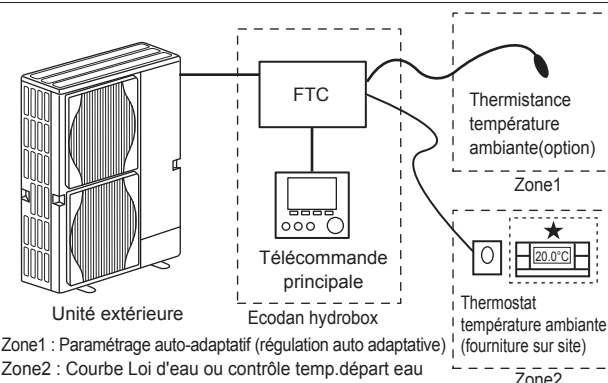 FTC
Thermistance
température
ambiante(option)
Zone1
20.0°C
Télécommande
principale
Unité extérieure
Ecodan hydrobox
Thermostat
température ambiante
(fourniture sur site)
Zone2
Zone1 : Paramétrage auto-adaptatif (régulation auto adaptative)
Zone2 : Courbe Loi d'eau ou contrôle temp.départ eau